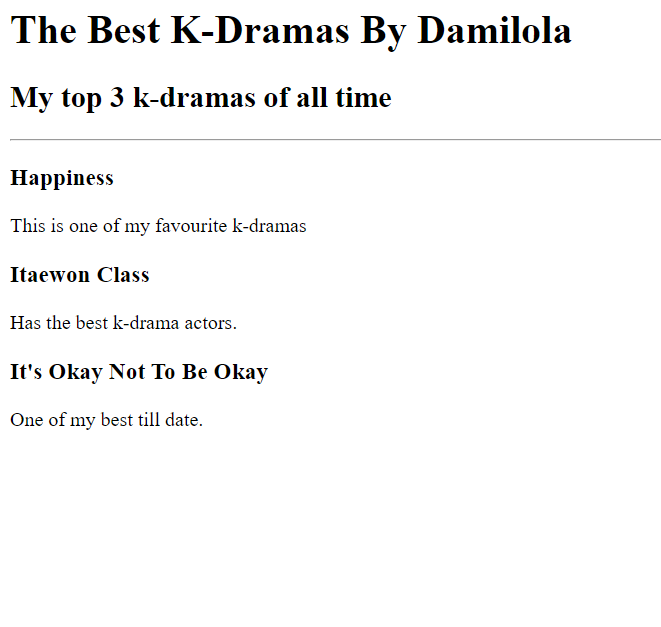 The Best K-Dramas By Damilola
My top 3 k-dramas of all time
Happiness
This is one of my favourite k-dramas
Itaewon Class
Has the best k-drama actors.
It's Okay Not To Be Okay
One of my best till date.